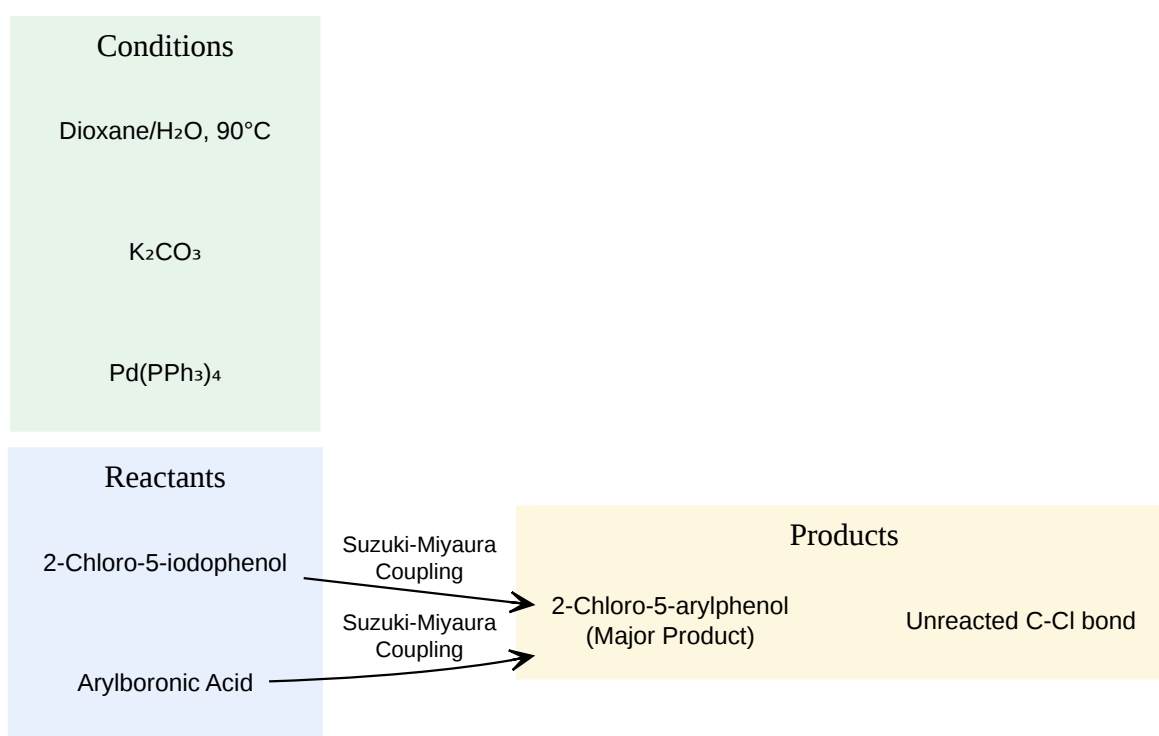 Conditions
Dioxane/H₂O, 90°C
K₂CO₃
Pd(PPh₃)₄
Reactants
2-Chloro-5-iodophenol
Arylboronic Acid
Suzuki-Miyaura
Coupling
Suzuki-Miyaura
Coupling
Products
2-Chloro-5-arylphenol
(Major Product)
Unreacted C-Cl bond